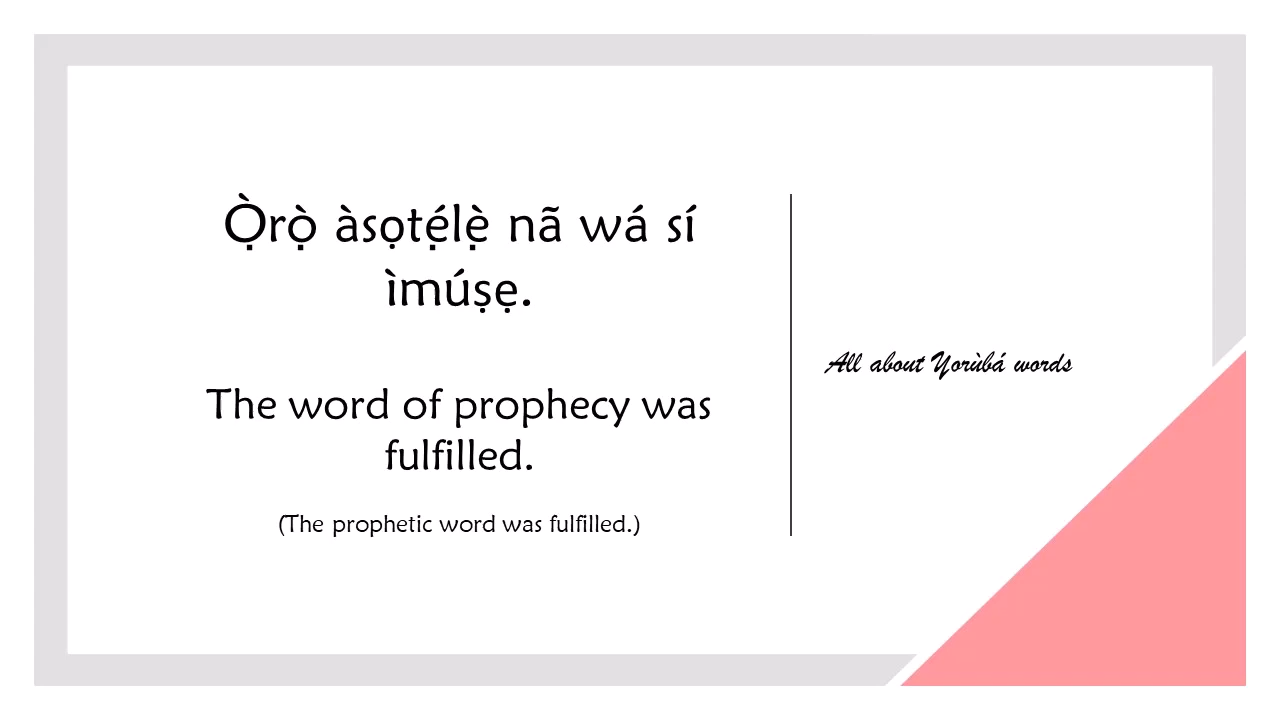 Ọ̀rọ̀ àsọtẹ́lẹ̀ nã wá sí
ìmúṣẹ.
The word of prophecy was
fulfilled.
(The prophetic word was fulfilled.)
All about Yorùbá words